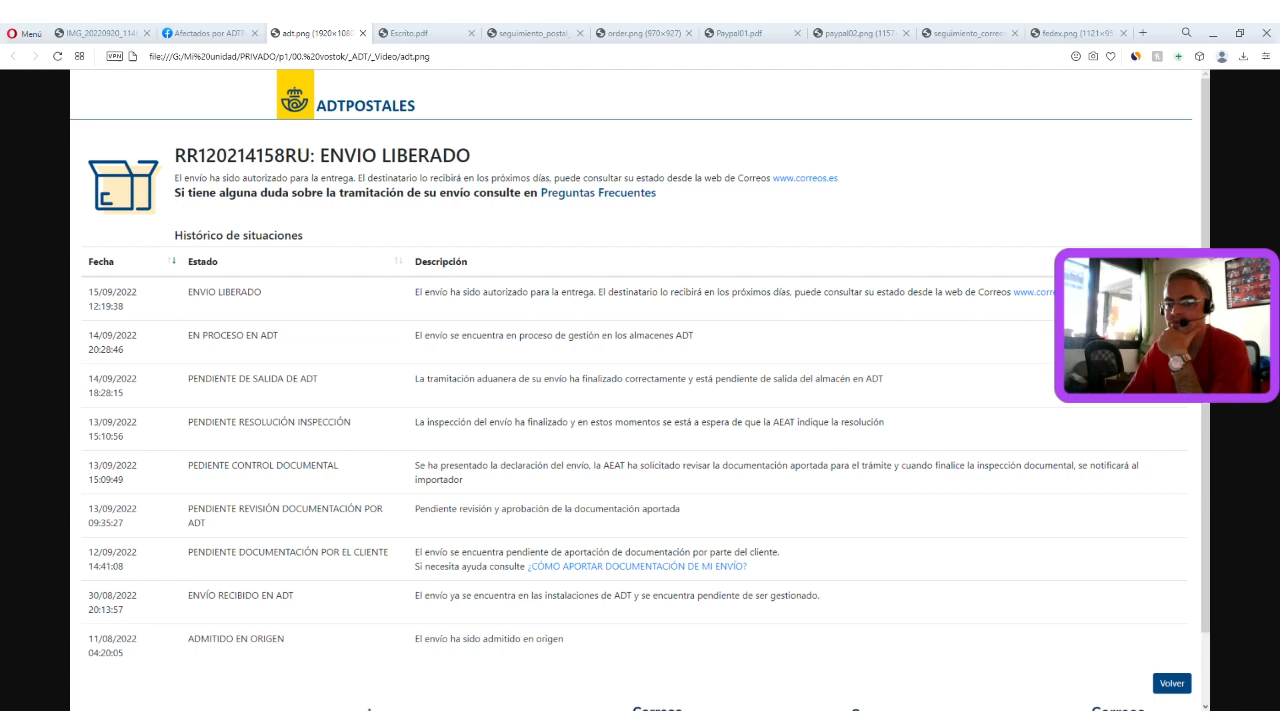 Menú
IMG_20220920_114
Afectados por ADTP
adt.png (1920×1080
Escrito.pdf
seguimiento_postal_
order.png (970×927)
Paypal01.pdf
paypal02.png (1157×
seguimiento_correo
fedex.png (1121×95
VPN
file:///G:/Mi%20unidad/PRIVADO/p1/00.%20vostok/_ADT/_Video/adt.png
ADTPOSTALES
RR120214158RU: ENVIO LIBERADO
El envío ha sido autorizado para la entrega. El destinatario lo recibirá en los próximos días, puede consultar su estado desde la web de Correos www.correos.es
Si tiene alguna duda sobre la tramitación de su envío consulte en Preguntas Frecuentes
Histórico de situaciones
Fecha Estado Descripción
15/09/2022 ENVIO LIBERADO El envío ha sido autorizado para la entrega. El destinatario lo recibirá en los próximos días, puede consultar su estado desde la web de Correos www.corre
12:19:38
14/09/2022 EN PROCESO EN ADT El envío se encuentra en proceso de gestión en los almacenes ADT
20:28:46
14/09/2022 PENDIENTE DE SALIDA DE ADT La tramitación aduanera de su envío ha finalizado correctamente y está pendiente de salida del almacén en ADT
18:28:15
13/09/2022 PENDIENTE RESOLUCIÓN INSPECCIÓN La inspección del envío ha finalizado y en estos momentos se está a espera de que la AEAT indique la resolución
15:10:56
13/09/2022 PEDIENTE CONTROL DOCUMENTAL Se ha presentado la declaración del envío, la AEAT ha solicitado revisar la documentación aportada para el trámite y cuando finalice la inspección documental, se notificará al
15:09:49 importador
13/09/2022 PENDIENTE REVISIÓN DOCUMENTACIÓN POR Pendiente revisión y aprobación de la documentación aportada
09:35:27 ADT
12/09/2022 PENDIENTE DOCUMENTACIÓN POR EL CLIENTE El envío se encuentra pendiente de aportación de documentación por parte del cliente.
14:41:08 Si necesita ayuda consulte ¿CÓMO APORTAR DOCUMENTACIÓN DE MI ENVÍO?
30/08/2022 ENVÍO RECIBIDO EN ADT El envío ya se encuentra en las instalaciones de ADT y se encuentra pendiente de ser gestionado.
20:13:57
11/08/2022 ADMITIDO EN ORIGEN El envío ha sido admitido en origen
04:20:05
Volver
Correos Correos